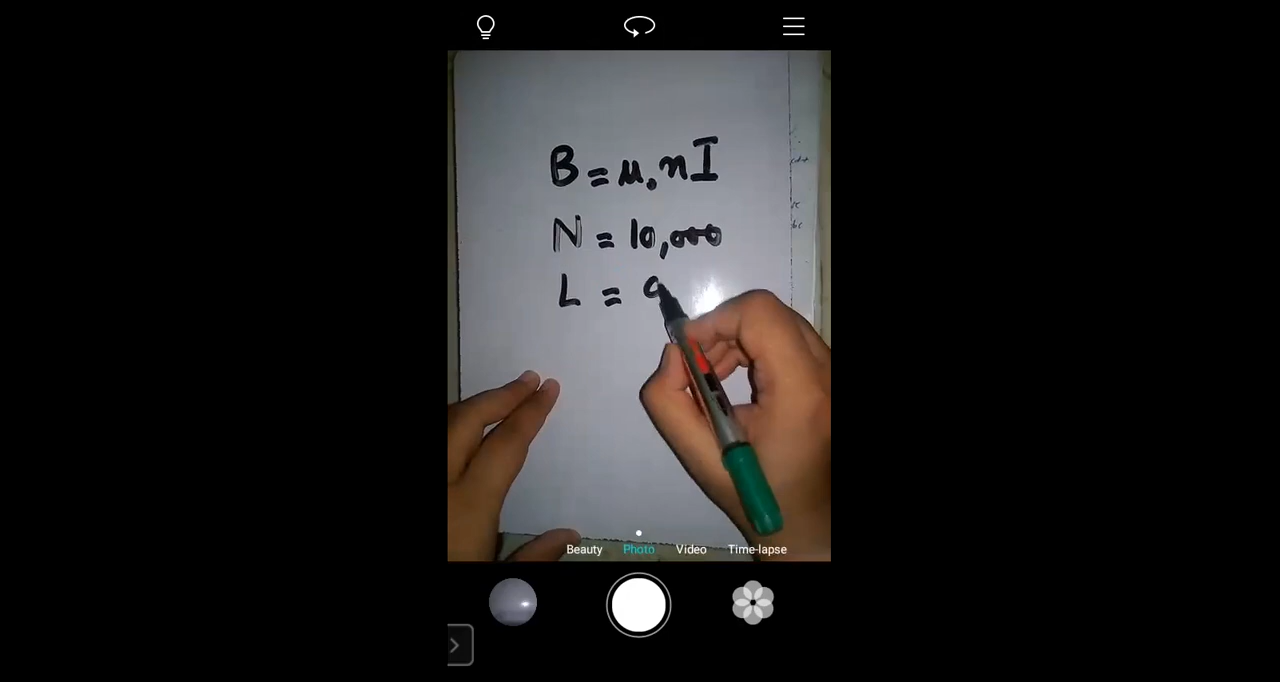 B = μ₀nI
N = 10,000
L =
Beauty Photo Video Time-lapse